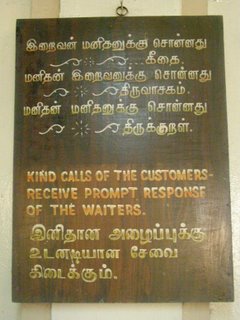 இறைவன் மனிதனுக்கு சொன்னது
....கீதை
மனிதன் இறைவனுக்கு சொன்னது
....திருவாசகம்.
மனிதன் மனிதனுக்கு சொன்னது
....திருக்குறள்.
KIND CALLS OF THE CUSTOMERS-
RECEIVE PROMPT RESPONSE
OF THE WAITERS.
இனிதான அழைப்புக்கு
உடனடியான சேவை
கிடைக்கும்.